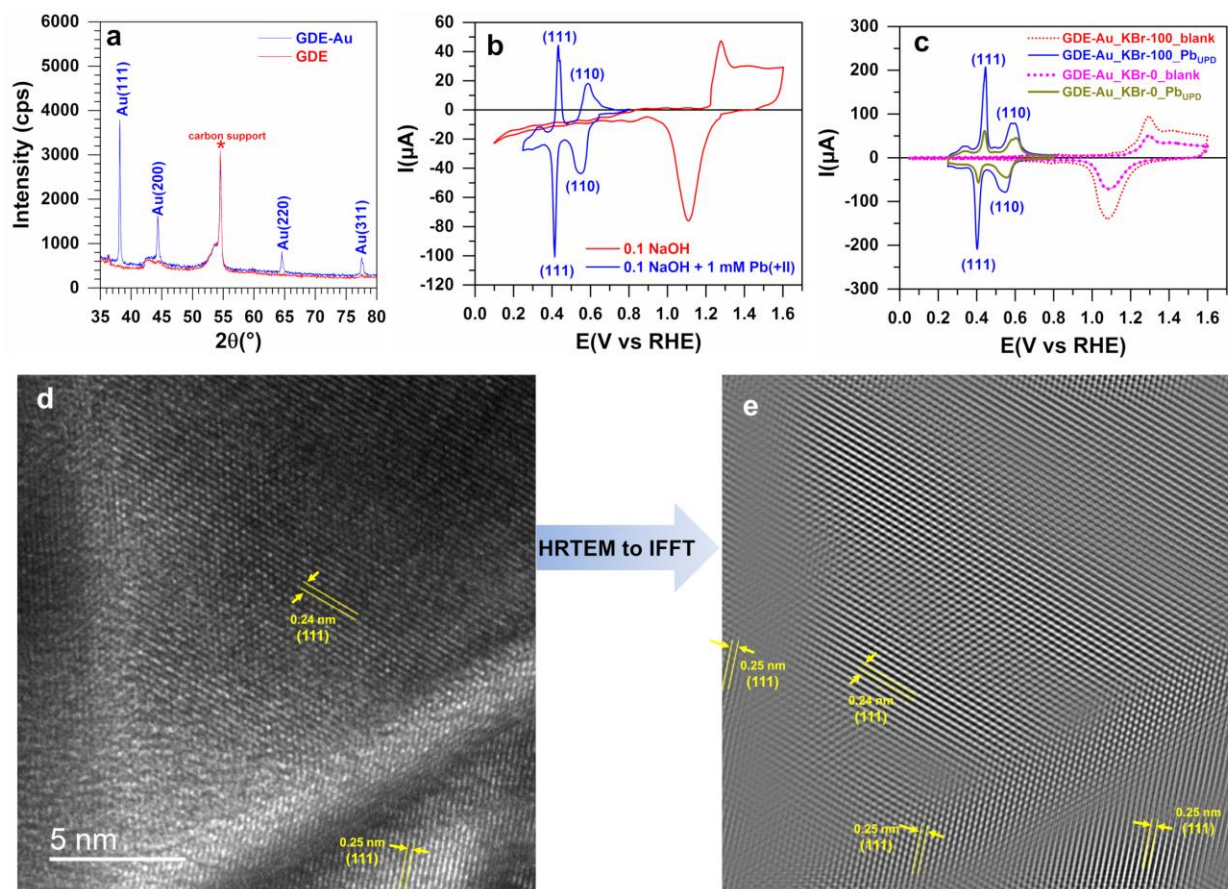 a
GDE-Au
GDE
Au(111)
Au(200)
carbon support
*
Au(220)
Au(311)
Intensity (cps)
6000
5000
4000
3000
2000
1000
0
35 40 45 50 55 60 65 70 75 80
2θ(°)
b
(111)
(110)
(110)
(111)
0.1 NaOH
0.1 NaOH + 1 mM Pb(+II)
I(µA)
60
40
20
0
-20
-40
-60
-80
-100
-120
0.0 0.2 0.4 0.6 0.8 1.0 1.2 1.4 1.6
E(V vs RHE)
c
GDE-Au_KBr-100_blank
GDE-Au_KBr-100_PbUPD
GDE-Au_KBr-0_blank
GDE-Au_KBr-0_PbUPD
(111)
(110)
(110)
(111)
I(µA)
300
200
100
0
-100
-200
-300
0.0 0.2 0.4 0.6 0.8 1.0 1.2 1.4 1.6
E(V vs RHE)
d
0.24 nm
(111)
0.25 nm
(111)
5 nm
HRTEM to IFFT
e
0.25 nm
(111)
0.24 nm
(111)
0.25 nm
(111)
0.25 nm
(111)